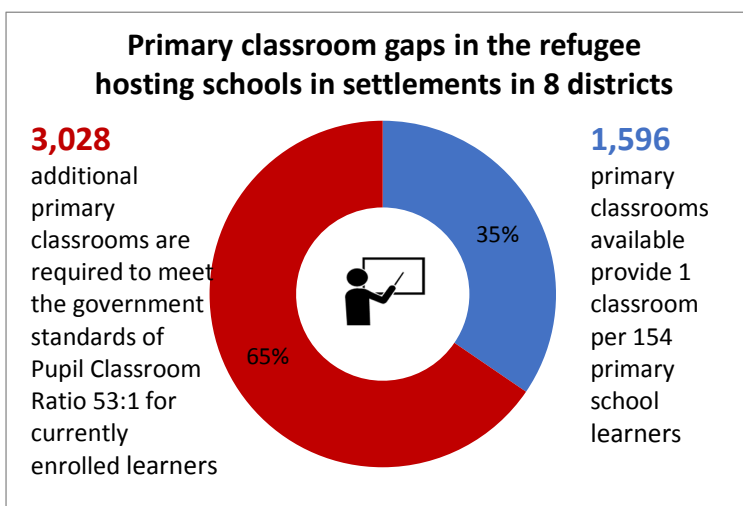 Primary classroom gaps in the refugee
hosting schools in settlements in 8 districts
3,028
additional
primary
classrooms are
required to meet
the government
standards of
Pupil Classroom
Ratio 53:1 for
currently
enrolled learners
65%
35%
1,596
primary
classrooms
available
provide 1
classroom
per 154
primary
school
learners